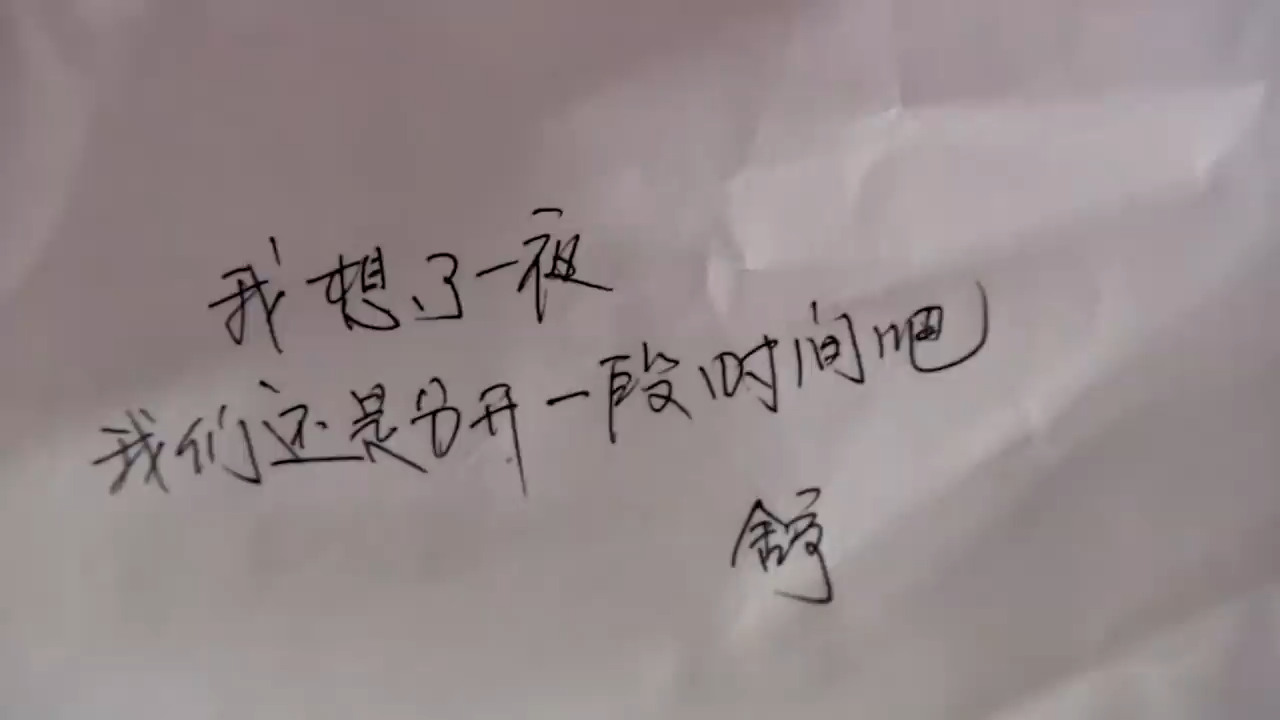 我想了一夜
我们还是分开一段时间吧
舒